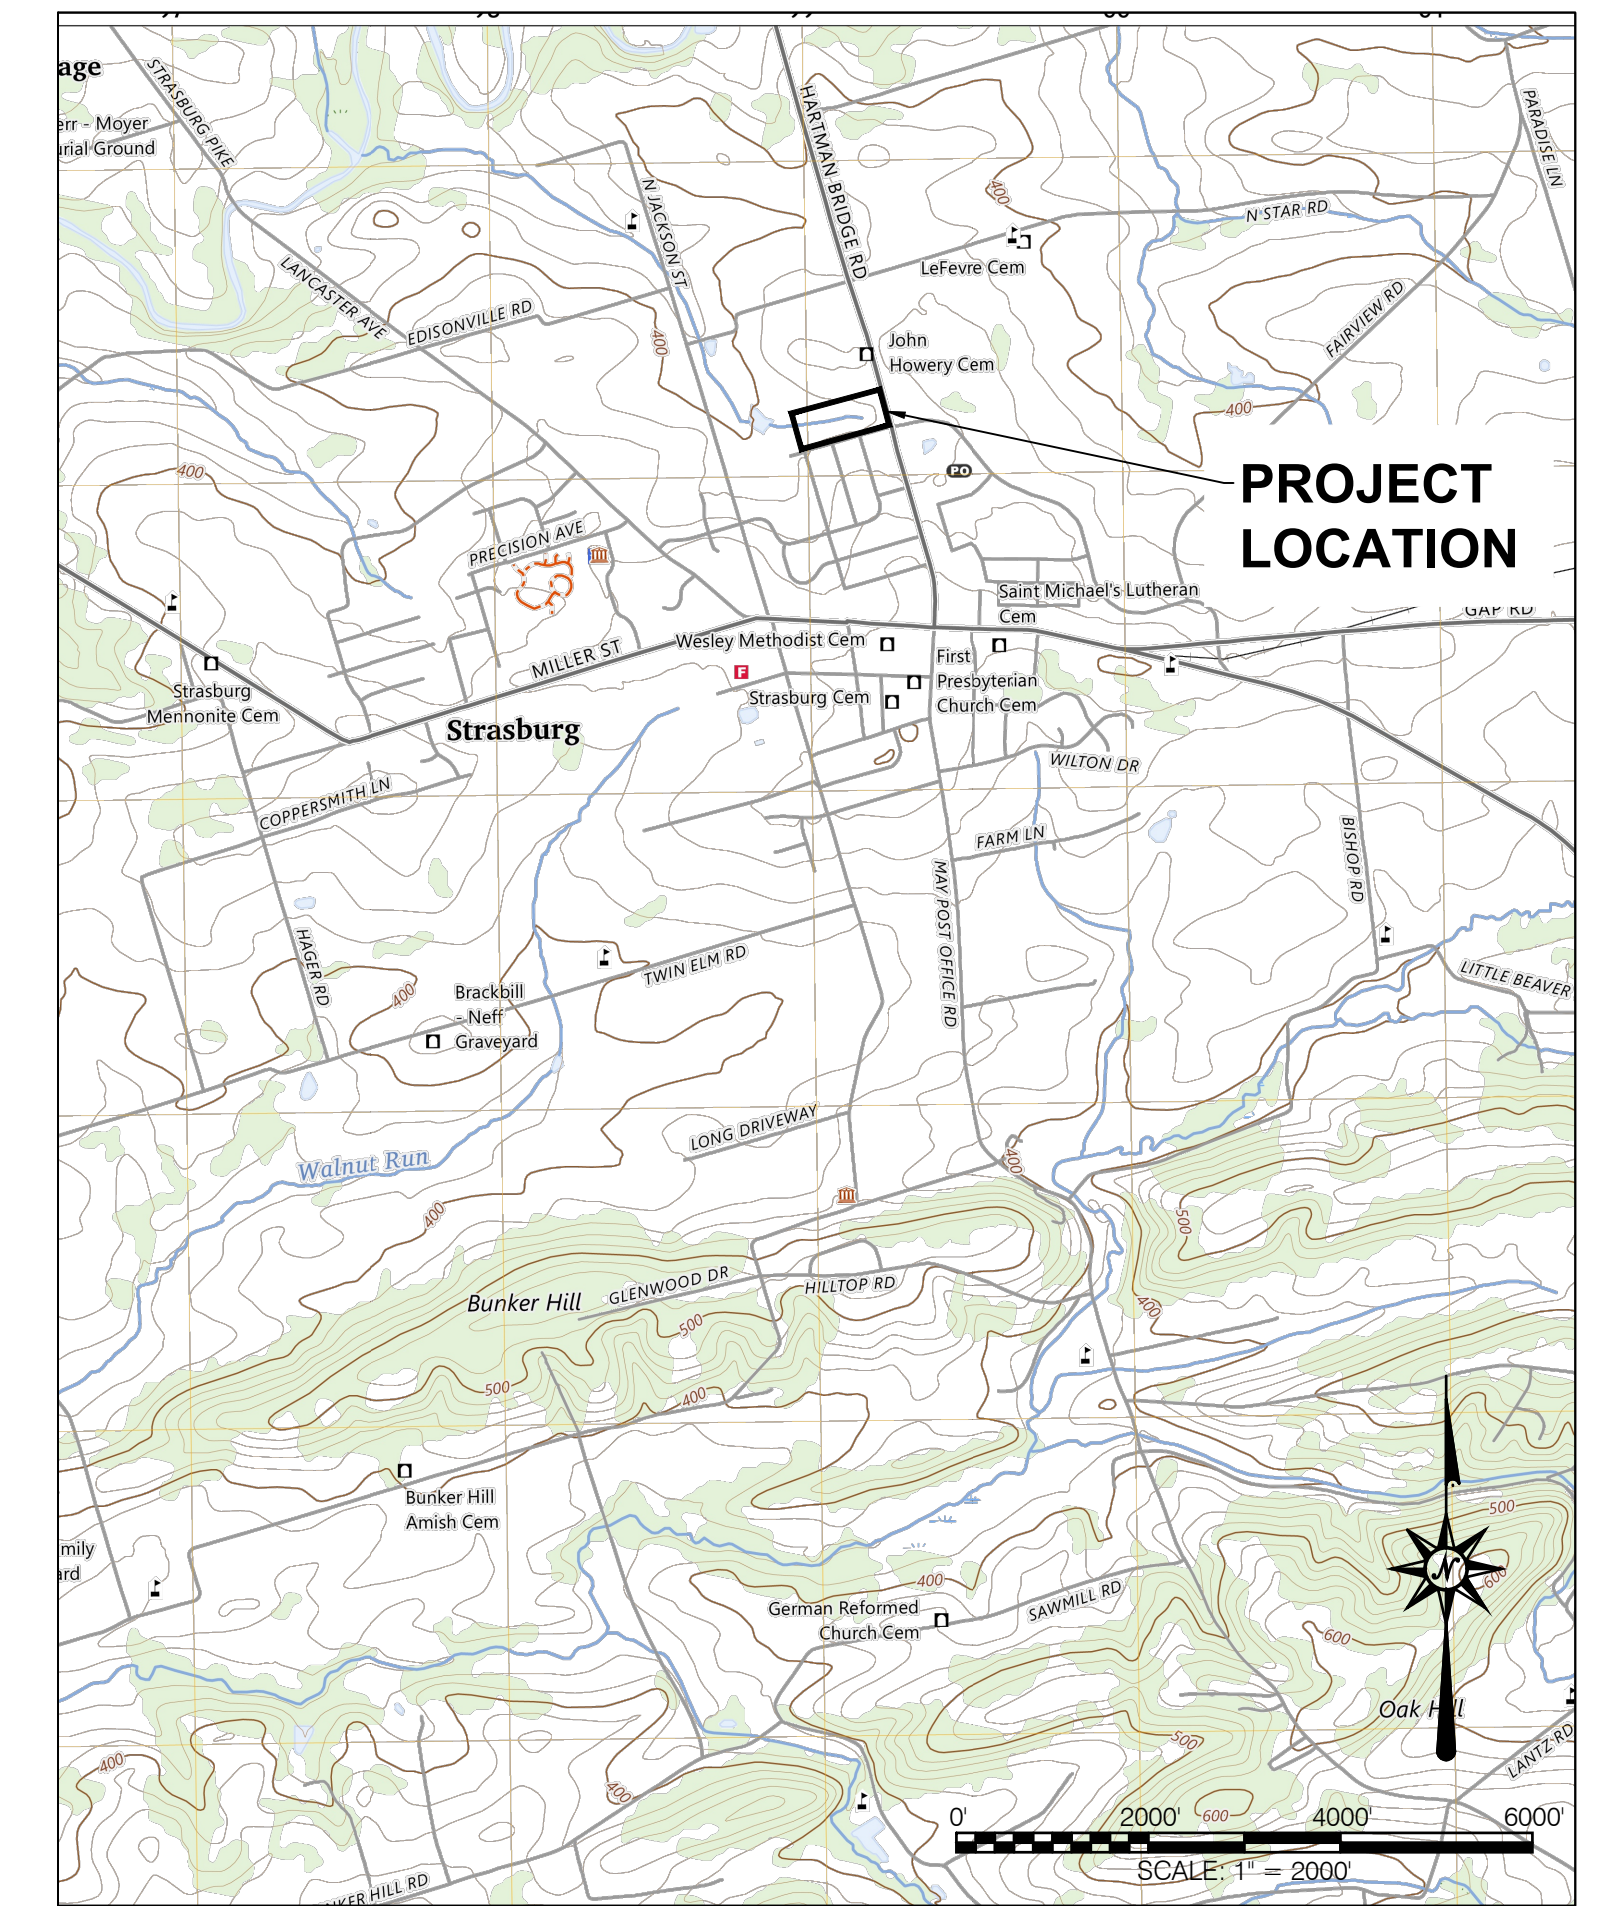 age
STRASBURG PIKE
err - Moyer
urial Ground
HARTMAN BRIDGE RD
PARADISE LN
N JACKSON ST
400
N STAR RD
LeFevre Cem
LANCASTER AVE
EDISONVILLE RD
400
FAIRVIEW RD
John
Howery Cem
400
400
PO
PROJECT
LOCATION
PRECISION AVE
Saint Michael's Lutheran
Cem
GAP RD
Wesley Methodist Cem
MILLER ST
F
First
Presbyterian
Church Cem
Strasburg
Mennonite Cem
Strasburg Cem
Strasburg
WILTON DR
COPPERSMITH LN
FARM LN
BISHOP RD
MAY POST OFFICE RD
HAGER RD
TWIN ELM RD
LITTLE BEAVER
400
Brackbill
- Neff
Graveyard
LONG DRIVEWAY
Walnut Run
400
400
500
GLENWOOD DR
HILLTOP RD
Bunker Hill
500
400
500
400
Bunker Hill
Amish Cem
500
mily
ard
400
600
SAWMILL RD
German Reformed
Church Cem
600
Oak Hill
500
LANTZ RD
400
400
600
0'
2000'
4000'
6000'
SCALE: 1" = 2000'
NKER HILL RD
N